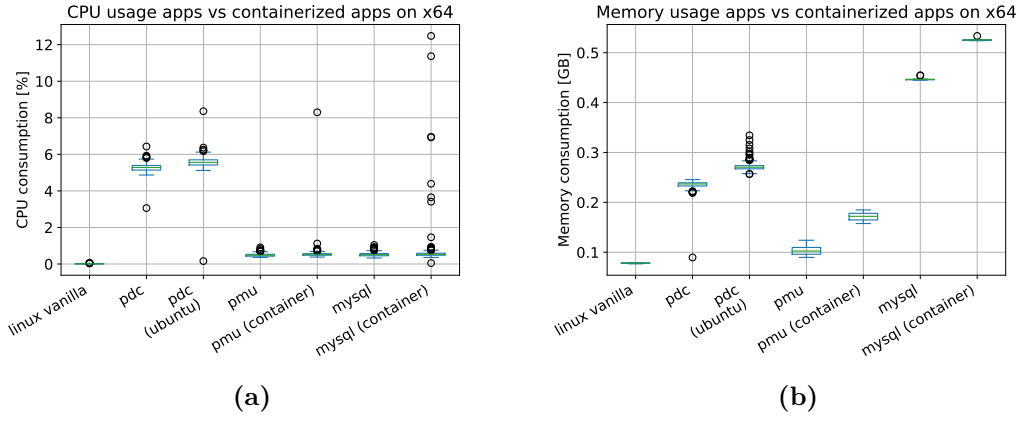 CPU usage apps vs containerized apps on x64
CPU consumption [%]
12
10
8
6
4
2
0
linux vanilla
pdc
pdc
(ubuntu)
pmu
pmu (container)
mysql
mysql (container)
(a)
Memory usage apps vs containerized apps on x64
Memory consumption [GB]
0.5
0.4
0.3
0.2
0.1
linux vanilla
pdc
pdc
(ubuntu)
pmu
pmu (container)
mysql
mysql (container)
(b)